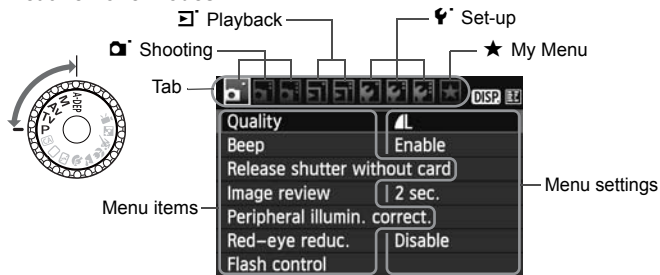 Playback
Set-up
Shooting
My Menu
Tab
DISP.
A-DEP
M
Av
Tv
P
Quality
L
Beep
Enable
Release shutter without card
Image review
2 sec.
Menu settings
Menu items
Peripheral illumin. correct.
Red-eye reduc.
Disable
Flash control